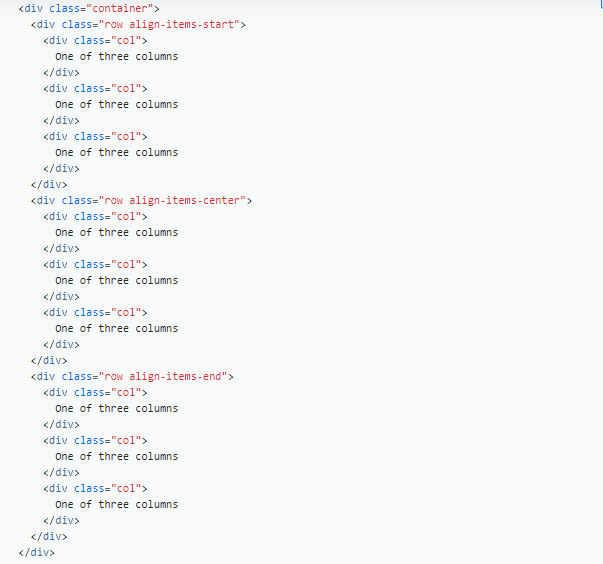 <div class="container">
  <div class="row align-items-start">
    <div class="col">
      One of three columns
    </div>
    <div class="col">
      One of three columns
    </div>
    <div class="col">
      One of three columns
    </div>
  </div>
  <div class="row align-items-center">
    <div class="col">
      One of three columns
    </div>
    <div class="col">
      One of three columns
    </div>
    <div class="col">
      One of three columns
    </div>
  </div>
  <div class="row align-items-end">
    <div class="col">
      One of three columns
    </div>
    <div class="col">
      One of three columns
    </div>
    <div class="col">
      One of three columns
    </div>
  </div>
</div>